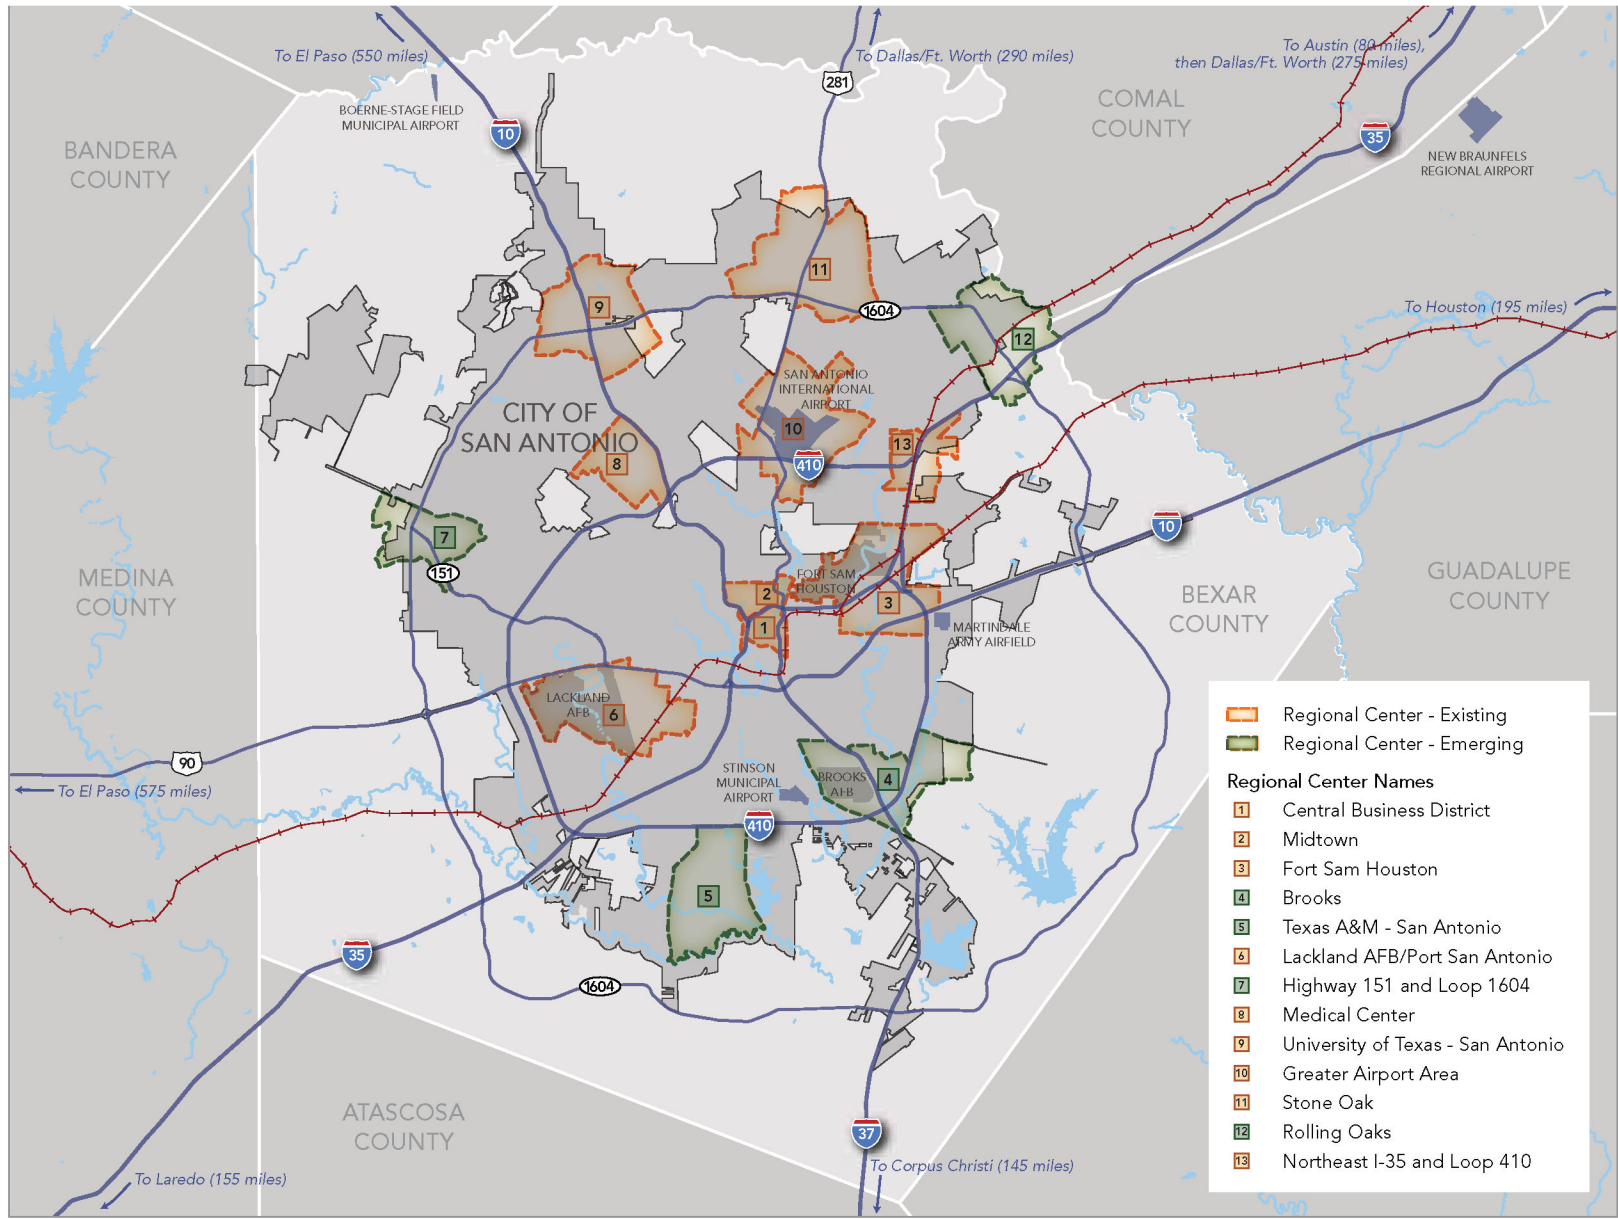 To El Paso (550 miles)
To Dallas/Ft. Worth (290 miles)
To Austin (80 miles),
then Dallas/Ft. Worth (275 miles)
281
BOERNE-STAGE FIELD
MUNICIPAL AIRPORT
10
COMAL
COUNTY
35
BANDERA
COUNTY
NEW BRAUNFELS
REGIONAL AIRPORT
11
9
1604
To Houston (195 miles)
12
SAN ANTONIO
INTERNATIONAL
AIRPORT
CITY OF
SAN ANTONIO
10
13
8
410
7
10
151
MEDINA
COUNTY
FORT SAM
HOUSTON
2
3
1
MARTINDALE
ARMY AIRFIELD
BEXAR
COUNTY
GUADALUPE
COUNTY
LACKLAND
AFB
6
90
To El Paso (575 miles)
STINSON
MUNICIPAL
AIRPORT
BROOKS
AFB
4
410
5
35
1604
ATASCOSA
COUNTY
37
To Laredo (155 miles)
To Corpus Christi (145 miles)
Regional Center - Existing
Regional Center - Emerging
Regional Center Names
1 Central Business District
2 Midtown
3 Fort Sam Houston
4 Brooks
5 Texas A&M - San Antonio
6 Lackland AFB/Port San Antonio
7 Highway 151 and Loop 1604
8 Medical Center
9 University of Texas - San Antonio
10 Greater Airport Area
11 Stone Oak
12 Rolling Oaks
13 Northeast I-35 and Loop 410